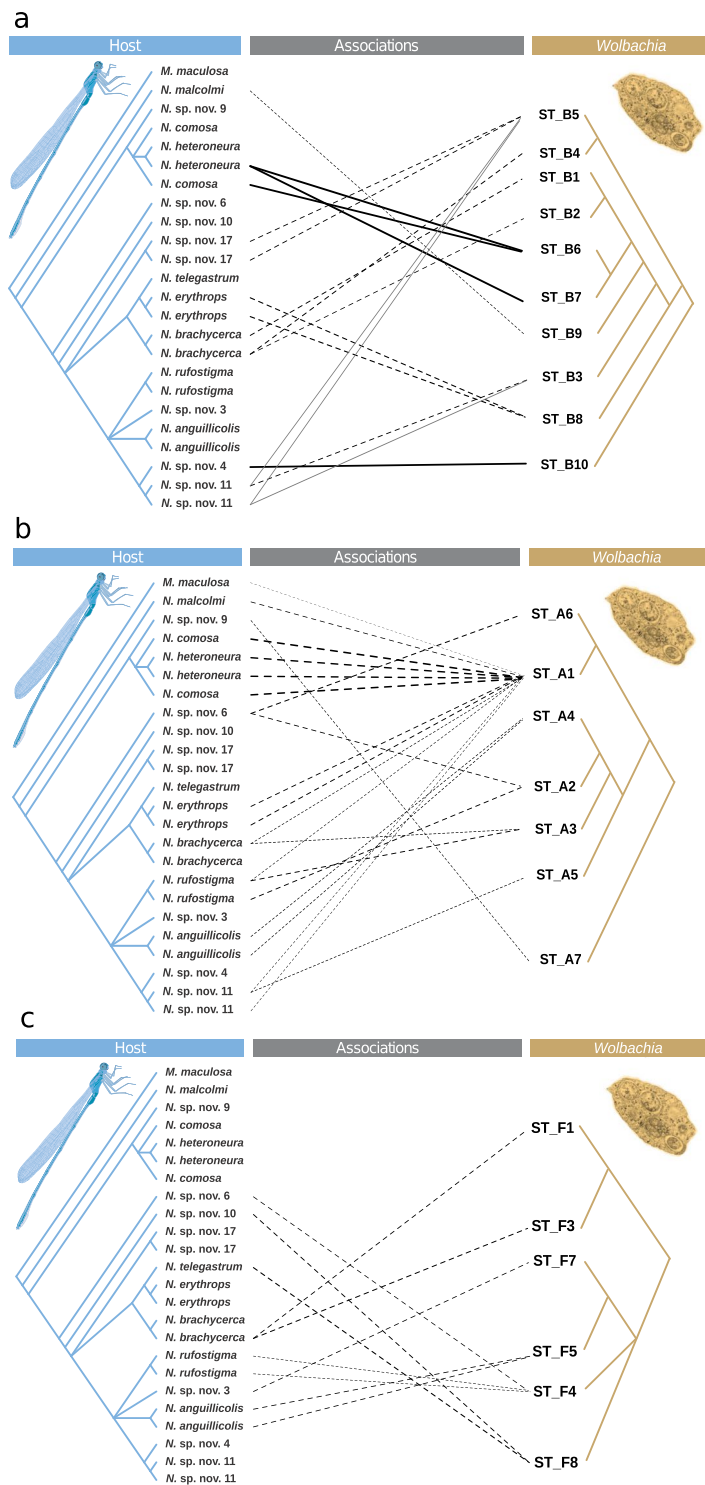 a
Host Associations Wolbachia
M. maculosa
N. malcolmi
N. sp. nov. 9
N. comosa
N. heteroneura
N. heteroneura
N. comosa
N. sp. nov. 6
N. sp. nov. 10
N. sp. nov. 17
N. sp. nov. 17
N. telegastrum
N. erythrops
N. erythrops
N. brachycerca
N. brachycerca
N. rufostigma
N. rufostigma
N. sp. nov. 3
N. anguillicolis
N. anguillicolis
N. sp. nov. 4
N. sp. nov. 11
N. sp. nov. 11
ST_B5
ST_B4
ST_B1
ST_B2
ST_B6
ST_B7
ST_B9
ST_B3
ST_B8
ST_B10
b
Host Associations Wolbachia
M. maculosa
N. malcolmi
N. sp. nov. 9
N. comosa
N. heteroneura
N. heteroneura
N. comosa
N. sp. nov. 6
N. sp. nov. 10
N. sp. nov. 17
N. sp. nov. 17
N. telegastrum
N. erythrops
N. erythrops
N. brachycerca
N. brachycerca
N. rufostigma
N. rufostigma
N. sp. nov. 3
N. anguillicolis
N. anguillicolis
N. sp. nov. 4
N. sp. nov. 11
N. sp. nov. 11
ST_A6
ST_A1
ST_A4
ST_A2
ST_A3
ST_A5
ST_A7
c
Host Associations Wolbachia
M. maculosa
N. malcolmi
N. sp. nov. 9
N. comosa
N. heteroneura
N. heteroneura
N. comosa
N. sp. nov. 6
N. sp. nov. 10
N. sp. nov. 17
N. sp. nov. 17
N. telegastrum
N. erythrops
N. erythrops
N. brachycerca
N. brachycerca
N. rufostigma
N. rufostigma
N. sp. nov. 3
N. anguillicolis
N. anguillicolis
N. sp. nov. 4
N. sp. nov. 11
N. sp. nov. 11
ST_F1
ST_F3
ST_F7
ST_F5
ST_F4
ST_F8